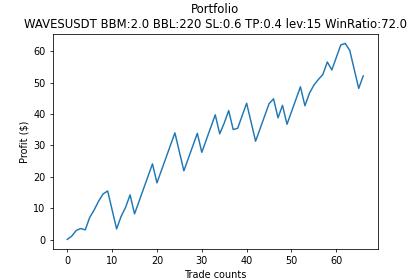 Portfolio
WAVESUSDT BBM:2.0 BBL:220 SL:0.6 TP:0.4 lev:15 WinRatio:72.0
60
50
40
30
20
10
0
Profit ($)
0 10 20 30 40 50 60
Trade counts